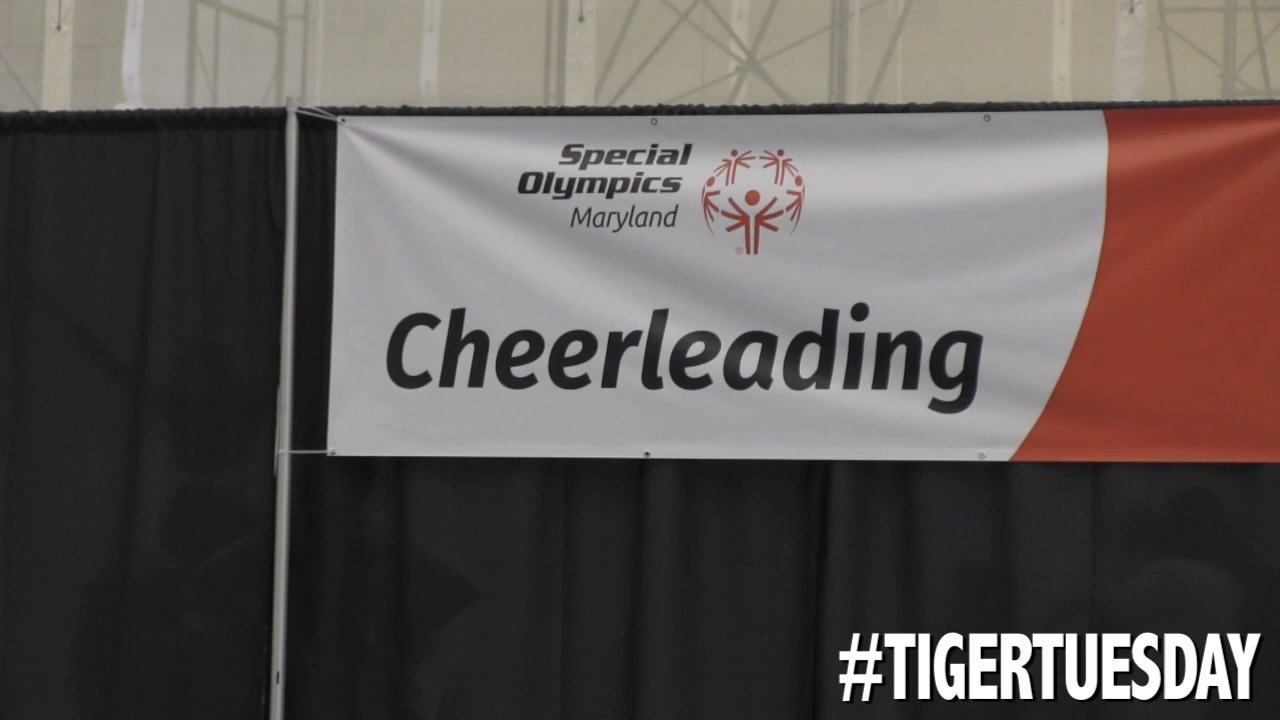 Special
Olympics
Maryland
Cheerleading
#TIGERTUESDAY